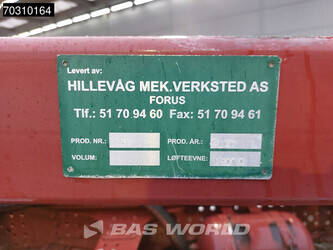 70310164
Levert av:
HILLEVÅG MEK.VERKSTED AS
FORUS
Tlf.: 51 70 94 60 Fax: 51 70 94 61
PROD. NR.:
PROD. ÅR.:
VOLUM:
LØFTEEVNE:
BAS WORLD